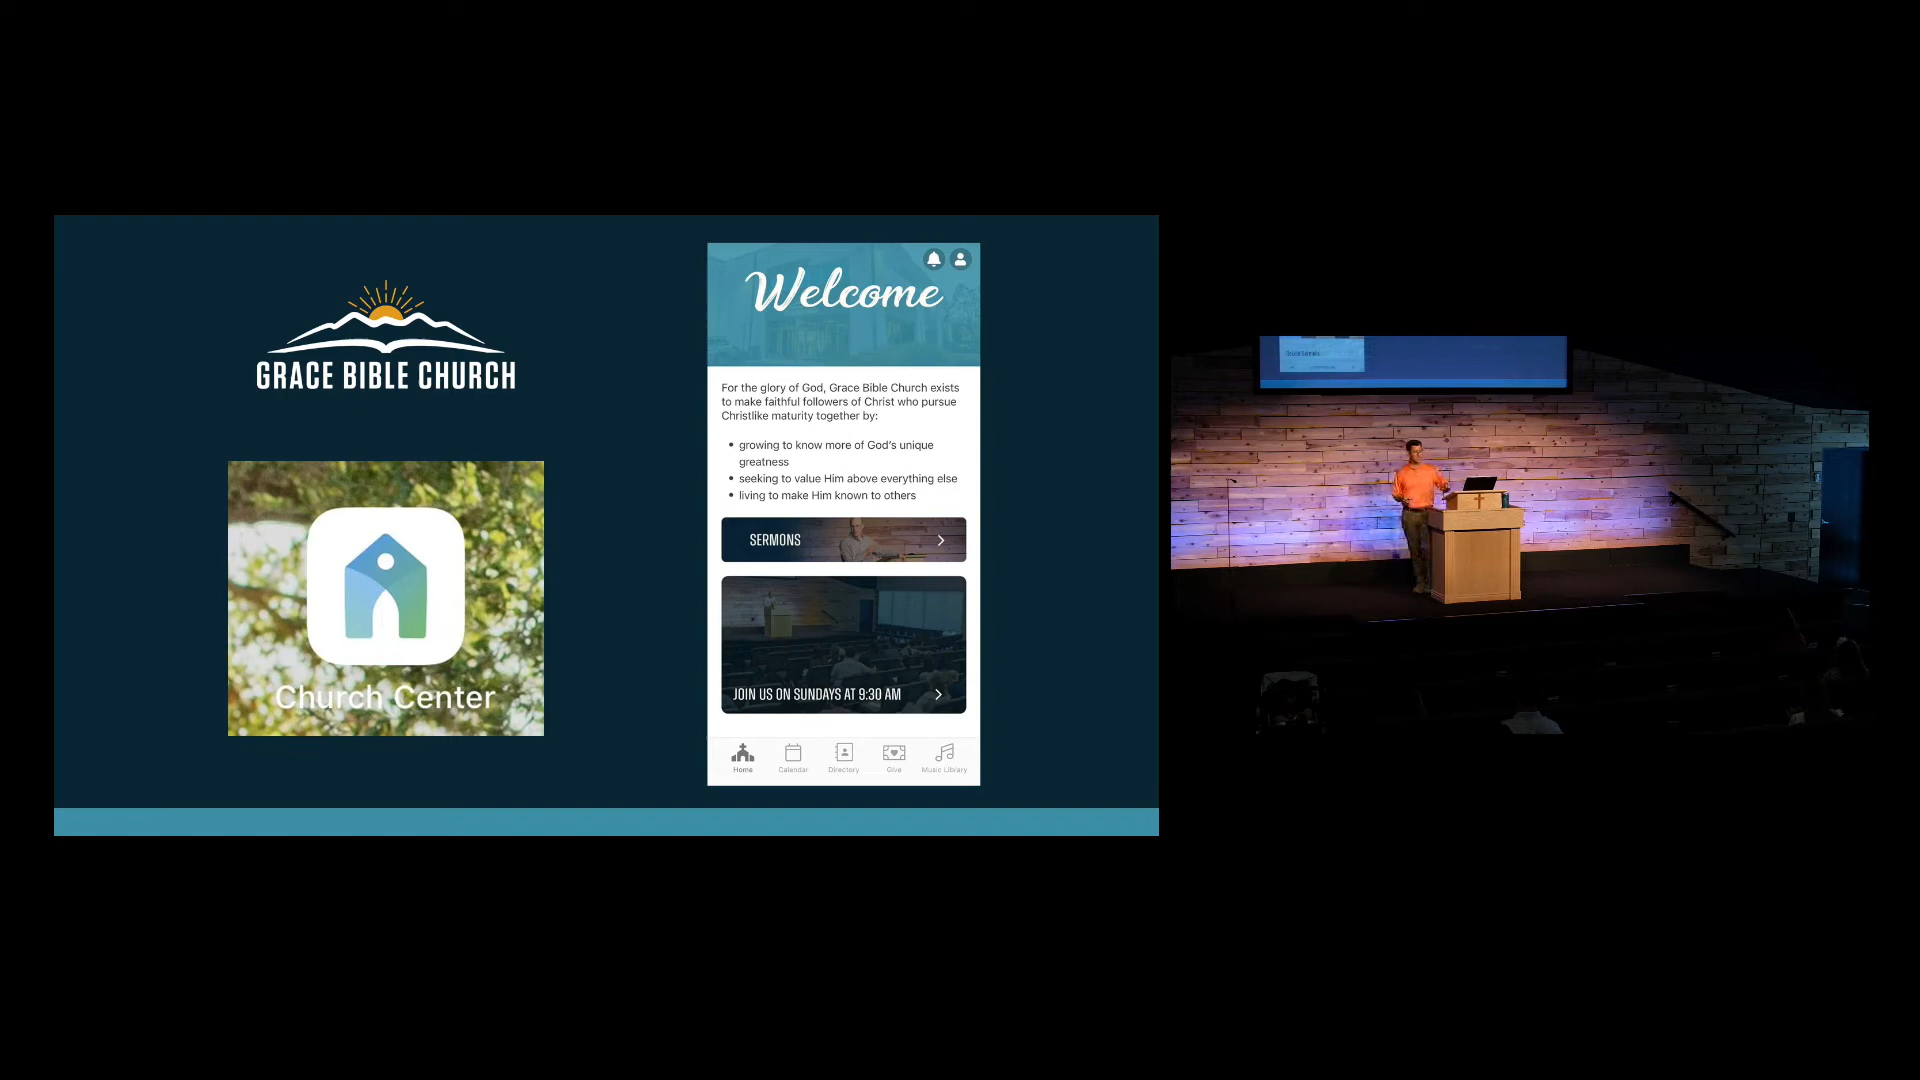 GRACE BIBLE CHURCH
Church Center
Welcome
For the glory of God, Grace Bible Church exists
to make faithful followers of Christ who pursue
Christlike maturity together by:
• growing to know more of God's unique
greatness
• seeking to value Him above everything else
• living to make Him known to others
SERMONS
JOIN US ON SUNDAYS AT 9:30 AM
Home
Calendar
Directory
Give
Music Library